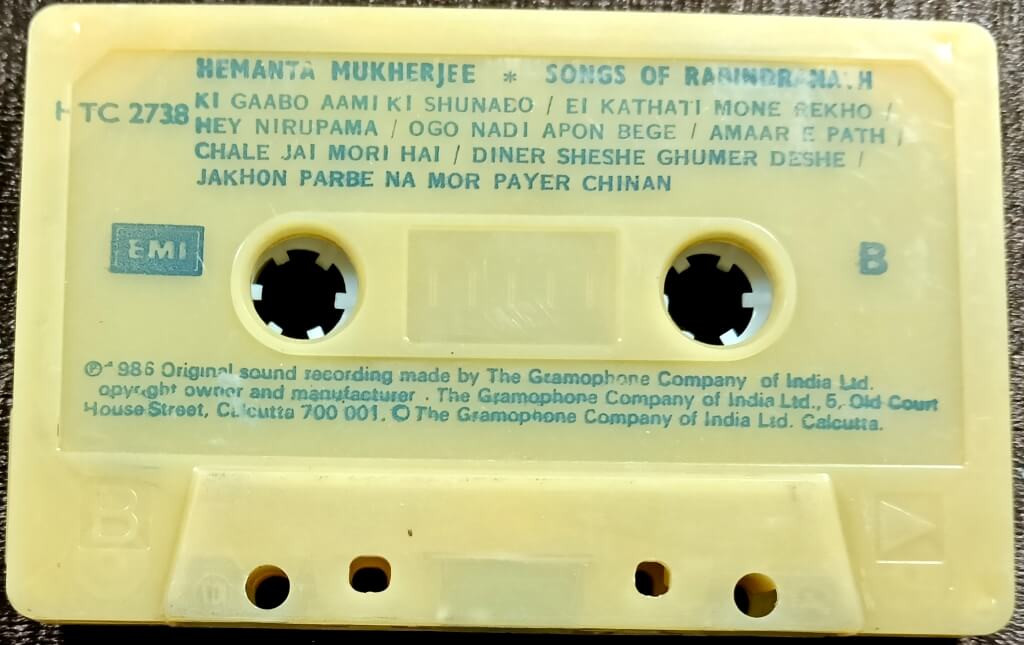 HEMANTA MUKHERJEE * SONGS OF RABINDRANATH
HTC 2738
KI GAABO AAMI KI SHUNABO / EI KATHATI MONE REKHO /
HEY NIRUPAMA / OGO NADI APON BEGE / AMAAR E PATH /
CHALE JAI MORI HAI / DINER SHESHE GHUMER DESHE /
JAKHON PARBE NA MOR PAYER CHINAN
EMI
B
℗ 1986 Original sound recording made by The Gramophone Company of India Ltd.
Copyright owner and manufacturer . The Gramophone Company of India Ltd., 5, Old Court
House Street, Calcutta 700 001. © The Gramophone Company of India Ltd. Calcutta.
B